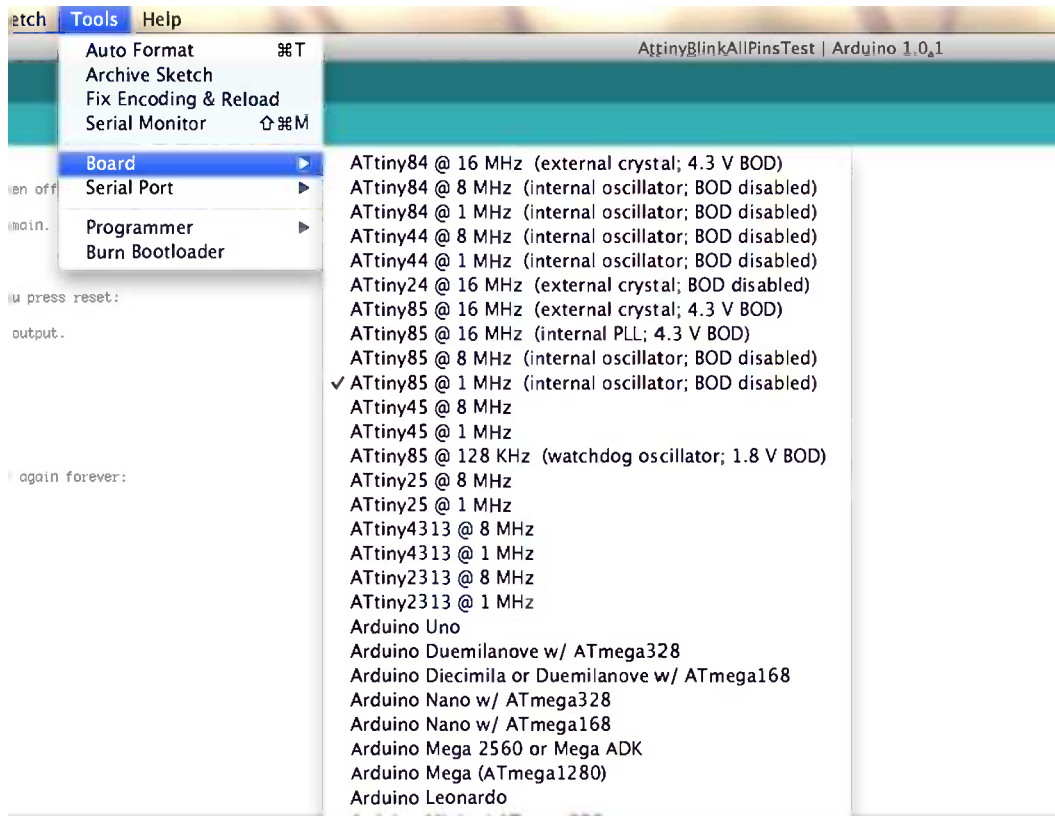 etch Tools Help
AttinyBlinkAllPinsTest | Arduino 1.0.1
Auto Format ⌘T
Archive Sketch
Fix Encoding & Reload
Serial Monitor ⇧⌘M
Board
Serial Port
Programmer
Burn Bootloader
en off
main.
u press reset:
output.
again forever:
ATtiny84 @ 16 MHz (external crystal; 4.3 V BOD)
ATtiny84 @ 8 MHz (internal oscillator; BOD disabled)
ATtiny84 @ 1 MHz (internal oscillator; BOD disabled)
ATtiny44 @ 8 MHz (internal oscillator; BOD disabled)
ATtiny44 @ 1 MHz (internal oscillator; BOD disabled)
ATtiny24 @ 16 MHz (external crystal; BOD disabled)
ATtiny85 @ 16 MHz (external crystal; 4.3 V BOD)
ATtiny85 @ 16 MHz (internal PLL; 4.3 V BOD)
ATtiny85 @ 8 MHz (internal oscillator; BOD disabled)
✓ ATtiny85 @ 1 MHz (internal oscillator; BOD disabled)
ATtiny45 @ 8 MHz
ATtiny45 @ 1 MHz
ATtiny85 @ 128 KHz (watchdog oscillator; 1.8 V BOD)
ATtiny25 @ 8 MHz
ATtiny25 @ 1 MHz
ATtiny4313 @ 8 MHz
ATtiny4313 @ 1 MHz
ATtiny2313 @ 8 MHz
ATtiny2313 @ 1 MHz
Arduino Uno
Arduino Duemilanove w/ ATmega328
Arduino Diecimila or Duemilanove w/ ATmega168
Arduino Nano w/ ATmega328
Arduino Nano w/ ATmega168
Arduino Mega 2560 or Mega ADK
Arduino Mega (ATmega1280)
Arduino Leonardo